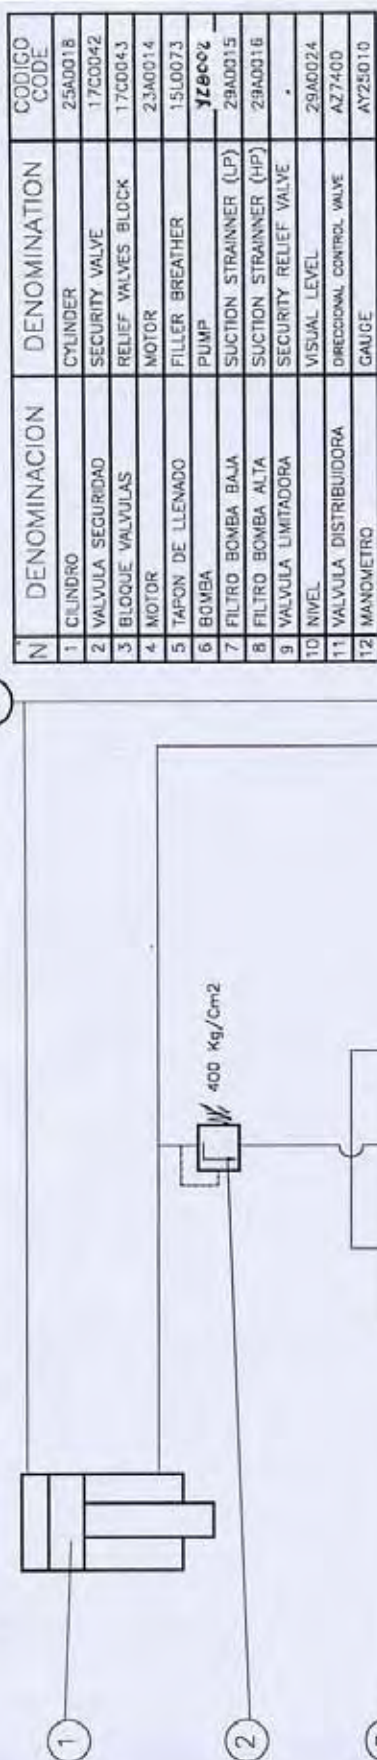 N° DENOMINACION DENOMINATION CODIGO CODE
1 CILINDRO CYLINDER 25A0018
2 VALVULA SEGURIDAD SECURITY VALVE 17C0042
3 BLOQUE VALVULAS RELIEF VALVES BLOCK 17C0043
4 MOTOR MOTOR 23A0014
5 TAPON DE LLENADO FILLER BREATHER 15L0073
6 BOMBA PUMP
7 FILTRO BOMBA BAJA SUCTION STRAINNER (LP) 29A0015
8 FILTRO BOMBA ALTA SUCTION STRAINNER (HP) 29A0016
9 VALVULA LIMITADORA SECURITY RELIEF VALVE .
10 NIVEL VISUAL LEVEL 29A0024
11 VALVULA DISTRIBUIDORA DIRECCIONAL CONTROL VALVE AZ7400
12 MANOMETRO GAUGE AY25010
400 Kg/Cm2
1
2